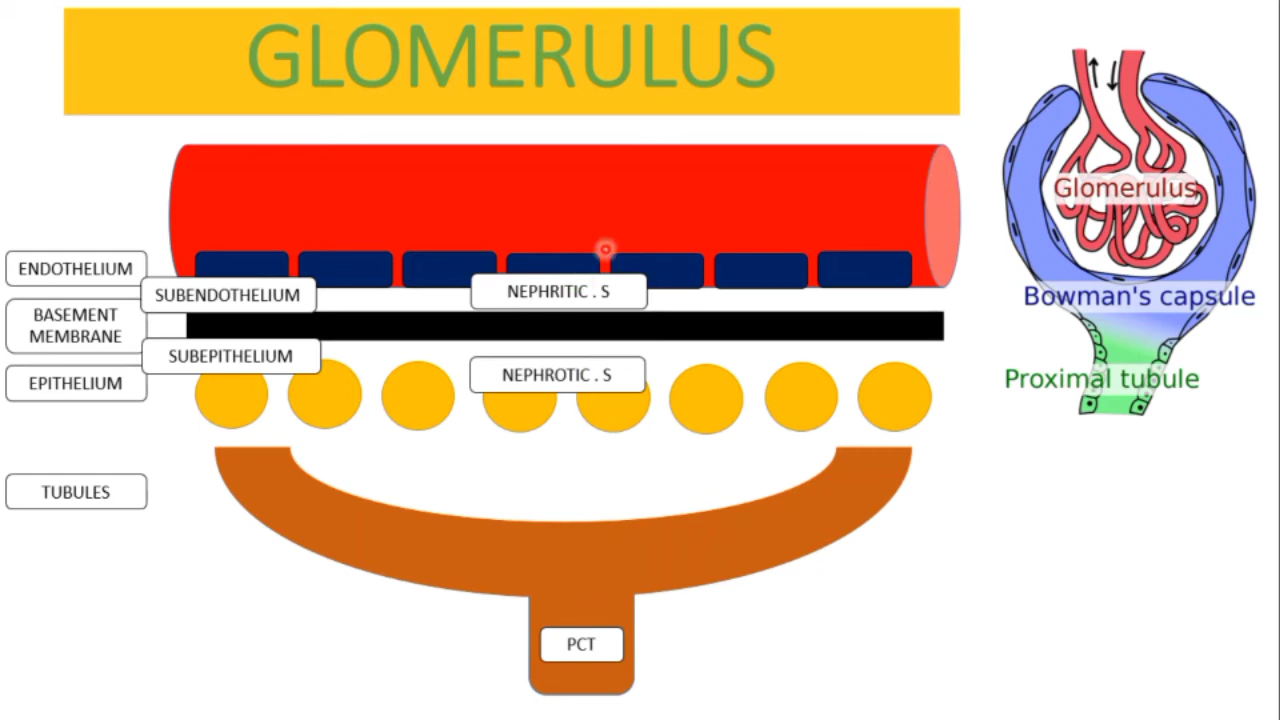 GLOMERULUS
Glomerulus
ENDOTHELIUM
SUBENDOTHELIUM
NEPHRITIC . S
Bowman's capsule
BASEMENT
MEMBRANE
SUBEPITHELIUM
NEPHROTIC . S
EPITHELIUM
Proximal tubule
TUBULES
PCT